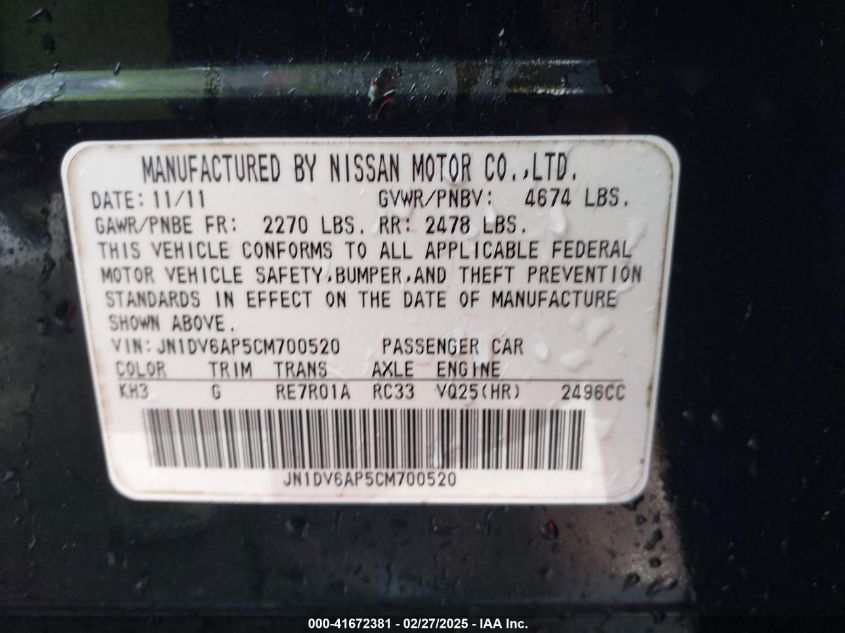 MANUFACTURED BY NISSAN MOTOR CO.,LTD.
DATE: 11/11 GVWR/PNBV: 4674 LBS.
GAWR/PNBE FR: 2270 LBS. RR: 2478 LBS.
THIS VEHICLE CONFORMS TO ALL APPLICABLE FEDERAL
MOTOR VEHICLE SAFETY,BUMPER,AND THEFT PREVENTION
STANDARDS IN EFFECT ON THE DATE OF MANUFACTURE
SHOWN ABOVE.
VIN: JN1DV6AP5CM700520 PASSENGER CAR
COLOR TRIM TRANS AXLE ENGINE
KH3 G RE7R01A RC33 VQ25(HR) 2496CC
JN1DV6AP5CM700520
000-41672381 - 02/27/2025 - IAA Inc.